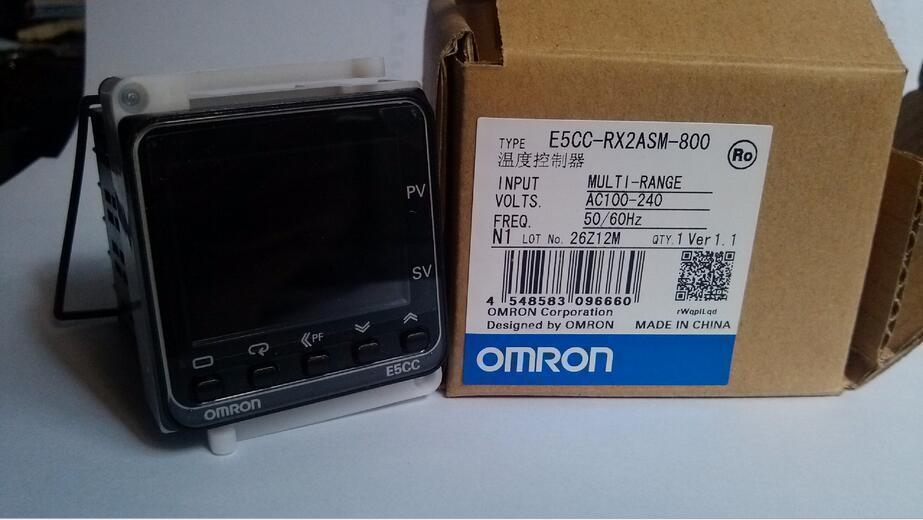 PV
SV
PF
E5CC
OMRON
TYPE E5CC-RX2ASM-800
温度控制器
Ro
INPUT MULTI-RANGE
VOLTS. AC100-240
FREQ. 50/60Hz
N1 LOT No. 26Z12M QTY.1 Ver1.1
4 548583 096660
rWqpILqd
OMRON Corporation
Designed by OMRON MADE IN CHINA
OMRON